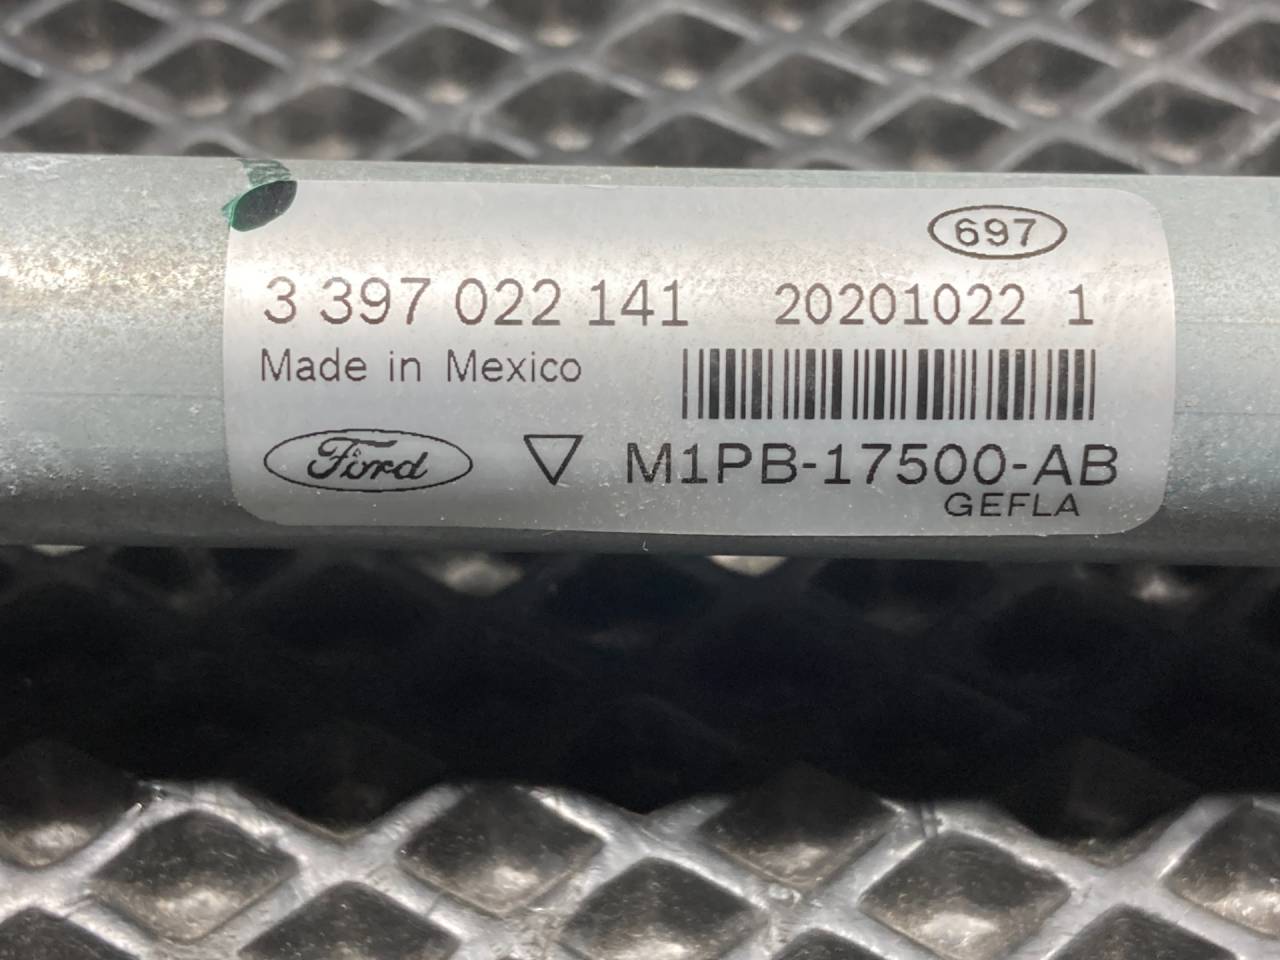 697
3 397 022 141 20201022 1
Made in Mexico
Ford M1PB-17500-AB
GEFLA